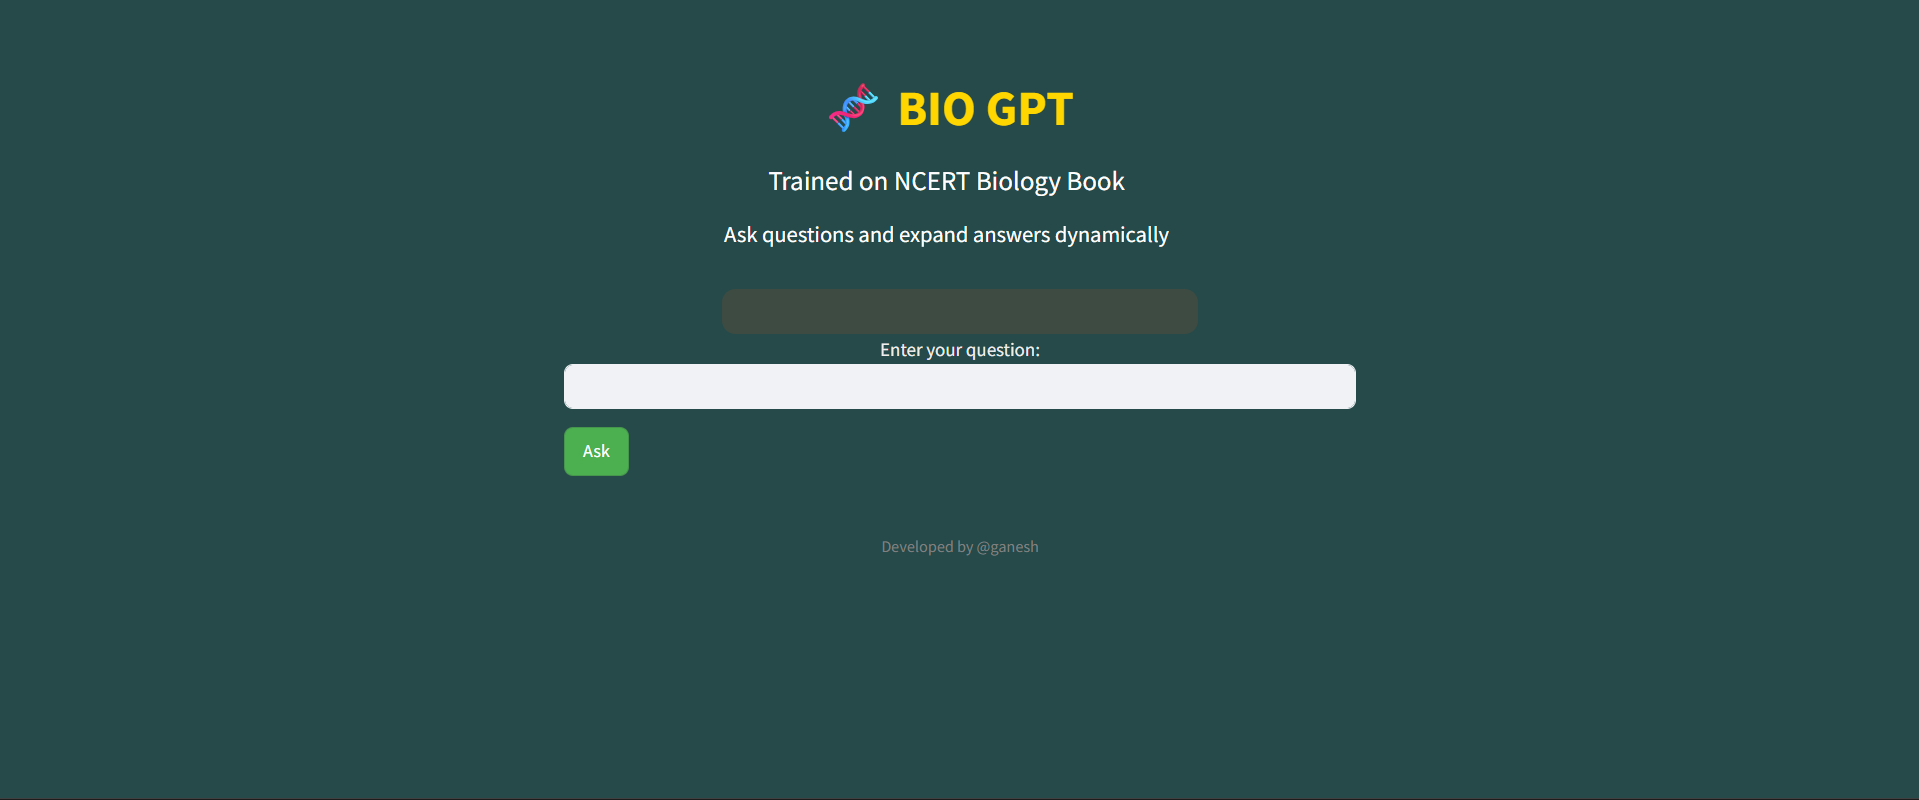 BIO GPT
Trained on NCERT Biology Book
Ask questions and expand answers dynamically
Enter your question:
Ask
Developed by @ganesh